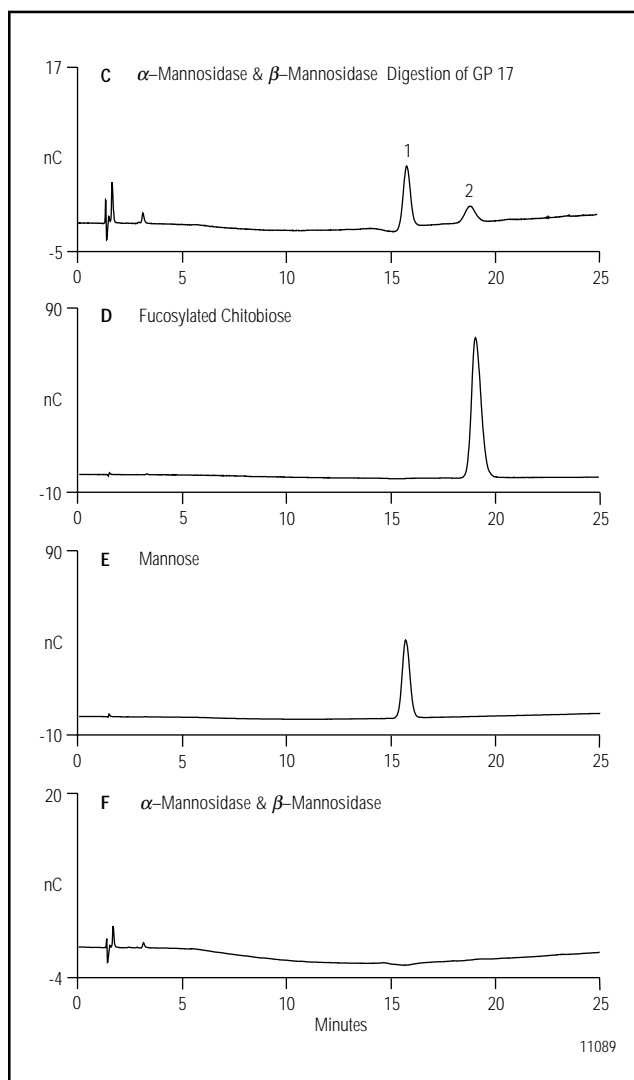 17
C α–Mannosidase & β–Mannosidase Digestion of GP 17
nC
1
2
-5
0 5 10 15 20 25
90
D Fucosylated Chitobiose
nC
-10
0 5 10 15 20 25
90
E Mannose
nC
-10
0 5 10 15 20 25
20
F α–Mannosidase & β–Mannosidase
nC
-4
0 5 10 15 20 25
Minutes
11089